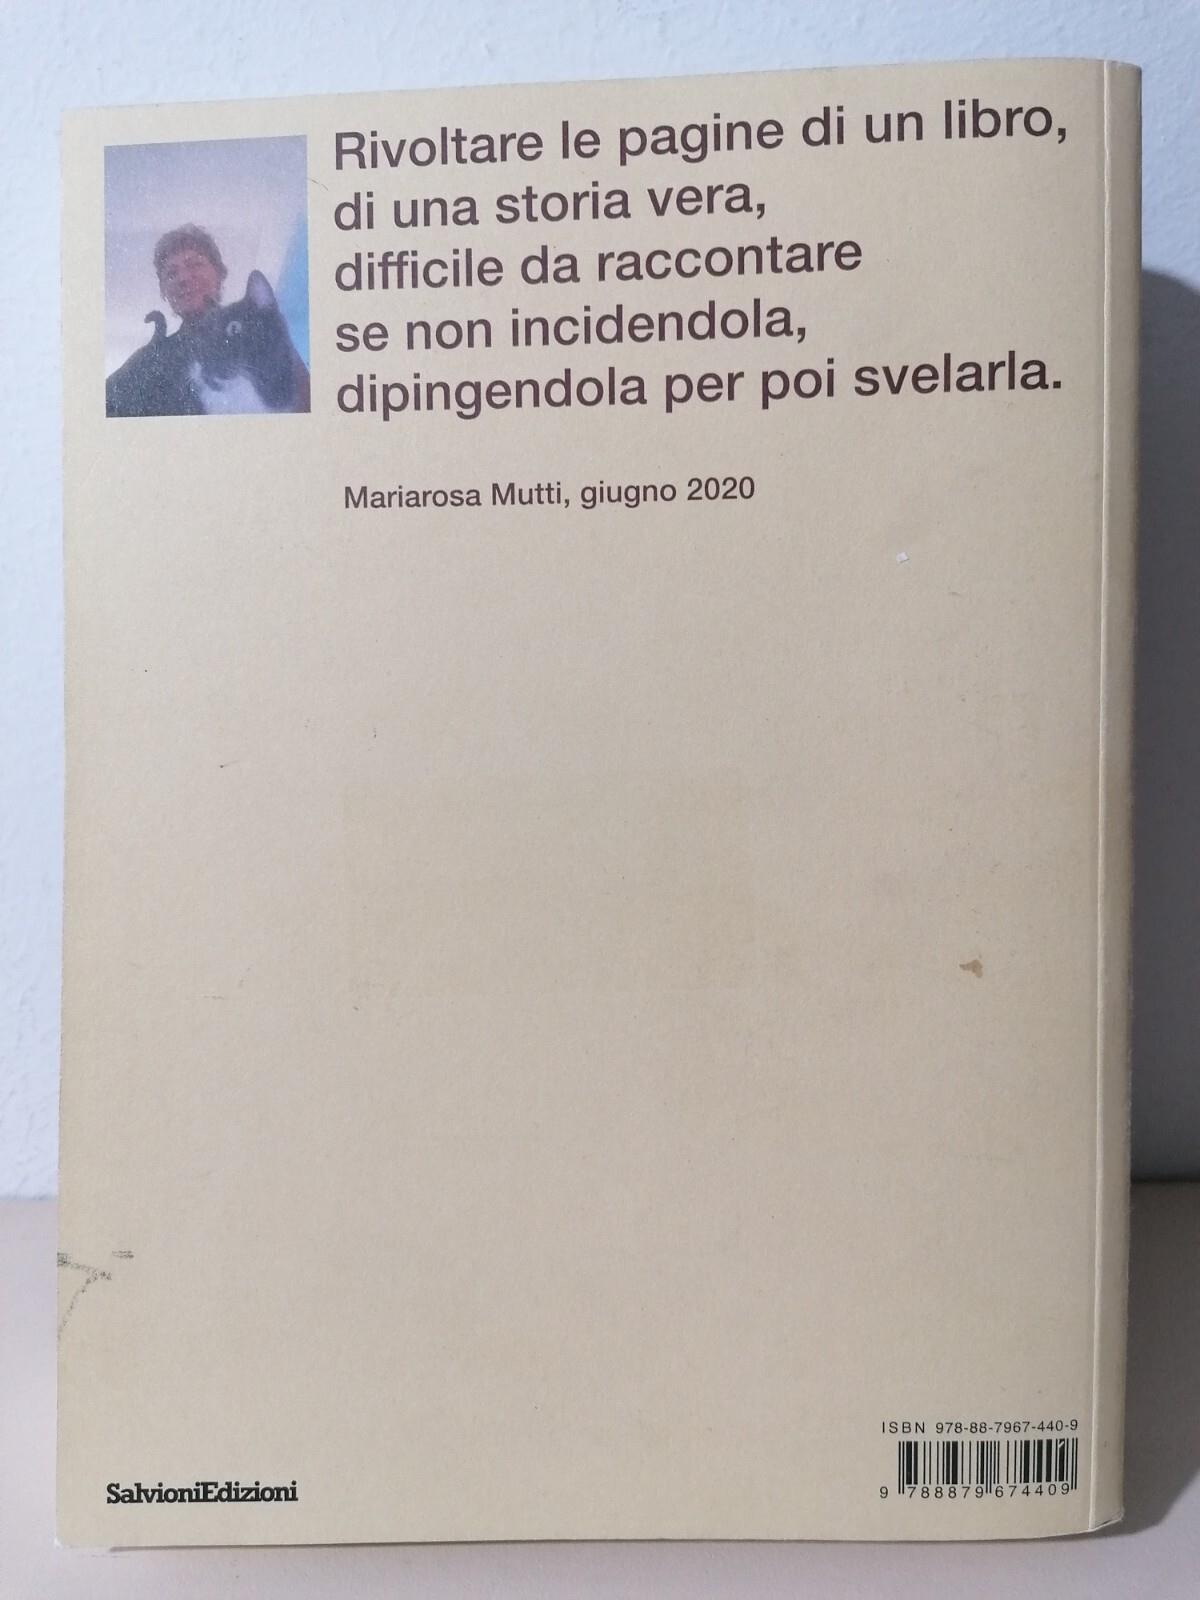 Rivoltare le pagine di un libro,
di una storia vera,
difficile da raccontare
se non incidendola,
dipingendola per poi svelarla.
Mariarosa Mutti, giugno 2020
ISBN 978-88-7967-440-9
9 788879 674409
SalvioniEdizioni